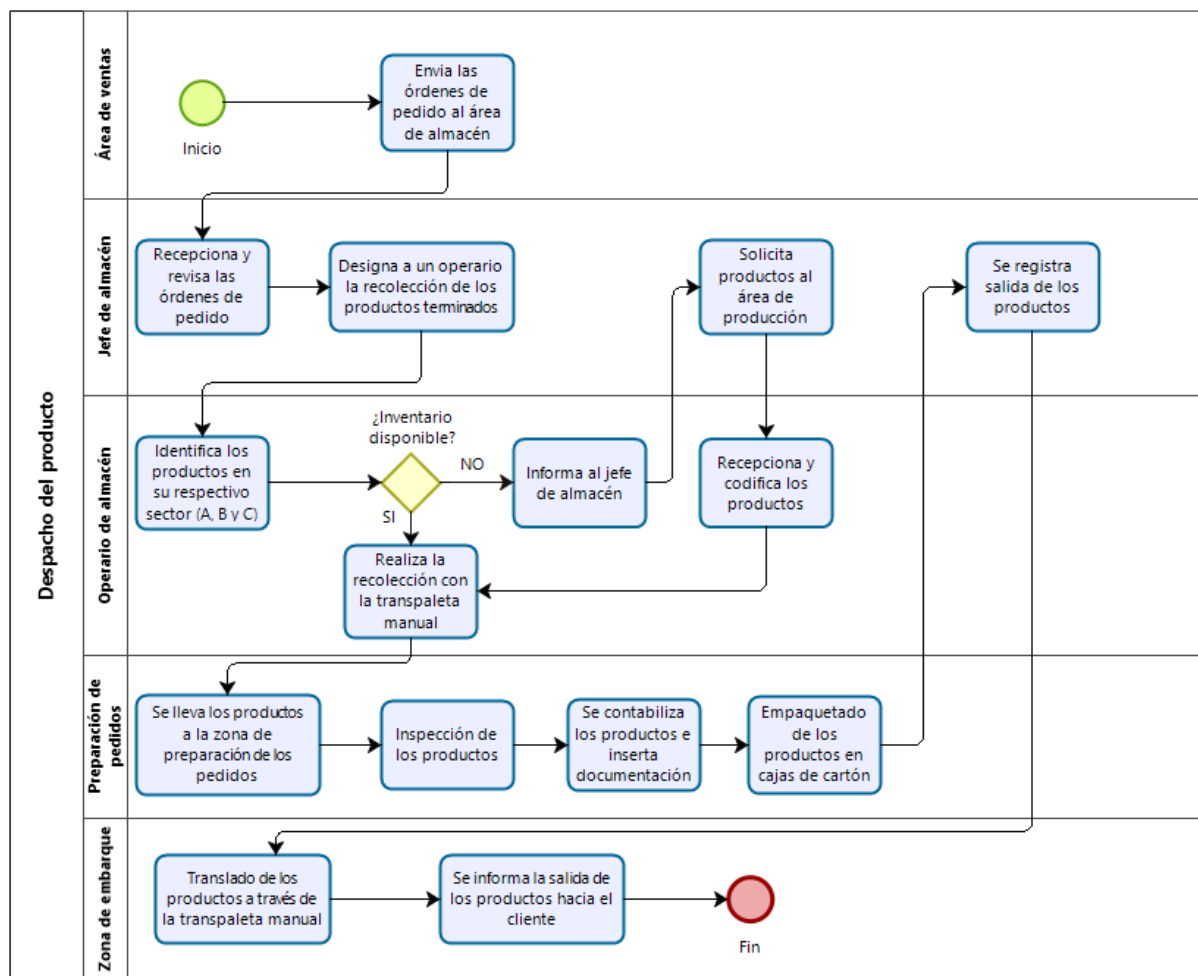 Despacho del producto
Área de ventas
Inicio
Envia las
órdenes de
pedido al área
de almacén
Jefe de almacén
Recepciona y
revisa las
órdenes de
pedido
Designa a un operario
la recolección de los
productos terminados
Solicita
productos al
área de
producción
Se registra
salida de los
productos
Operario de almacén
Identifica los
productos en
su respectivo
sector (A, B y C)
¿Inventario
disponible?
NO
SI
Informa al jefe
de almacén
Recepciona y
codifica los
productos
Realiza la
recolección con
la transpaleta
manual
Preparación de
pedidos
Se lleva los productos
a la zona de
preparación de los
pedidos
Inspección de
los productos
Se contabiliza
los productos e
inserta
documentación
Empaquetado
de los
productos en
cajas de cartón
Zona de embarque
Translado de los
productos a través de
la transpaleta manual
Se informa la salida de
los productos hacia el
cliente
Fin